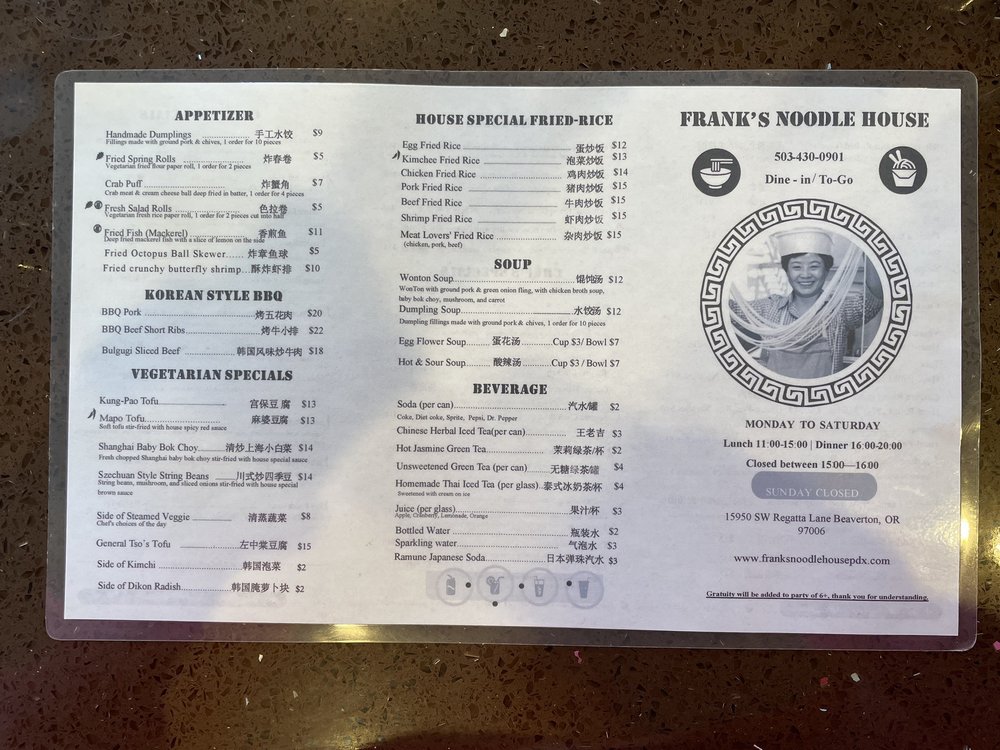 APPETIZER
Handmade Dumplings .................. 手工水饺 $9
Fillings made with ground pork & chives, 1 order for 10 pieces
Fried Spring Rolls ...................... 炸春卷 $5
Vegetarian fried flour paper roll, 1 order for 2 pieces
Crab Puff ............................ 炸蟹角 $7
Crab meat & cream cheese ball deep fried in batter, 1 order for 4 pieces
Fresh Salad Rolls ...................... 色拉卷 $5
Vegetarian fresh rice paper roll, 1 order for 2 pieces cut into half
Fried Fish (Mackerel)................... 香煎鱼 $11
Deep fried mackerel fish with a slice of lemon on the side
Fried Octopus Ball Skewer...... 炸章鱼球 $5
Fried crunchy butterfly shrimp...酥炸虾排 $10
KOREAN STYLE BBQ
BBQ Pork ............................ 烤五花肉 $20
BBQ Beef Short Ribs................... 烤牛小排 $22
Bulgugi Sliced Beef ................. 韩国风味炒牛肉 $18
VEGETARIAN SPECIALS
Kung-Pao Tofu...................... 宫保豆 腐 $13
Mapo Tofu........................... 麻婆豆腐 $13
Soft tofu stir-fried with house spicy red sauce
Shanghai Baby Bok Choy........清炒上海小白菜 $14
Fresh chopped Shanghai baby bok choy stir-fried with house special sauce
Szechuan Style String Beans .......川式炒四季豆 $14
String beans, mushroom, and sliced onions stir-fried with house special
brown sauce
Side of Steamed Veggie ............. 清蒸蔬菜 $8
Chef's choices of the day
General Tso's Tofu ................... 左中棠豆腐 $15
Side of Kimchi ...................... 韩国泡菜 $2
Side of Dikon Radish...............韩国腌萝卜块 $2
HOUSE SPECIAL FRIED-RICE
Egg Fried Rice ............................ 蛋炒饭 $12
Kimchee Fried Rice ...................... 泡菜炒饭 $13
Chicken Fried Rice ...................... 鸡肉炒饭 $14
Pork Fried Rice ......................... 猪肉炒饭 $15
Beef Fried Rice ......................... 牛肉炒饭 $15
Shrimp Fried Rice ...................... 虾肉炒饭 $15
Meat Lovers' Fried Rice ................. 杂肉炒饭 $15
(chicken, pork, beef)
SOUP
Wonton Soup............................ 馄饨汤 $12
WonTon with ground pork & green onion fling, with chicken broth soup,
baby bok choy, mushroom, and carrot
Dumpling Soup......................... 水饺汤 $12
Dumpling fillings made with ground pork & chives, 1 order for 10 pieces
Egg Flower Soup....... 蛋花汤.........Cup $3/ Bowl $7
Hot & Sour Soup....... 酸辣汤 .........Cup $3 / Bowl $7
BEVERAGE
Soda (per can)............................ 汽水/罐 $2
Coke, Diet coke, Sprite, Pepsi, Dr. Pepper
Chinese Herbal Iced Tea(per can)............ 王老吉 $3
Hot Jasmine Green Tea................. 茉莉绿茶/杯 $2
Unsweetened Green Tea (per can) ....... 无糖绿茶罐 $4
Homemade Thai Iced Tea (per glass)..泰式冰奶茶/杯 $4
Sweetened with cream on ice
Juice (per glass)......................... 果汁/杯 $3
Apple, Cranberry, Lemonade, Orange
Bottled Water ............................ 瓶装水 $2
Sparkling water........................... 气泡水 $3
Ramune Japanese Soda.................日本弹珠汽水 $3
FRANK'S NOODLE HOUSE
503-430-0901
Dine - in/ To-Go
MONDAY TO SATURDAY
Lunch 11:00-15:00 | Dinner 16:00-20:00
Closed between 15:00—16:00
SUNDAY CLOSED
15950 SW Regatta Lane Beaverton, OR
97006
www.franksnoodlehousepdx.com
Gratuity will be added to party of 6+, thank you for understanding.